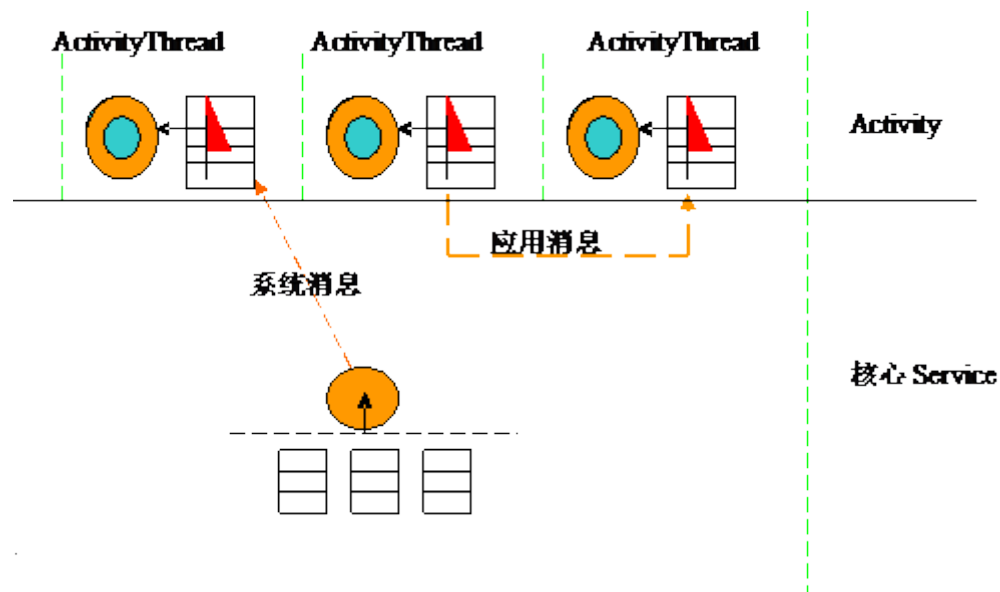 ActivityThread
ActivityThread
ActivityThread
Activity
应用消息
系统消息
核心 Service